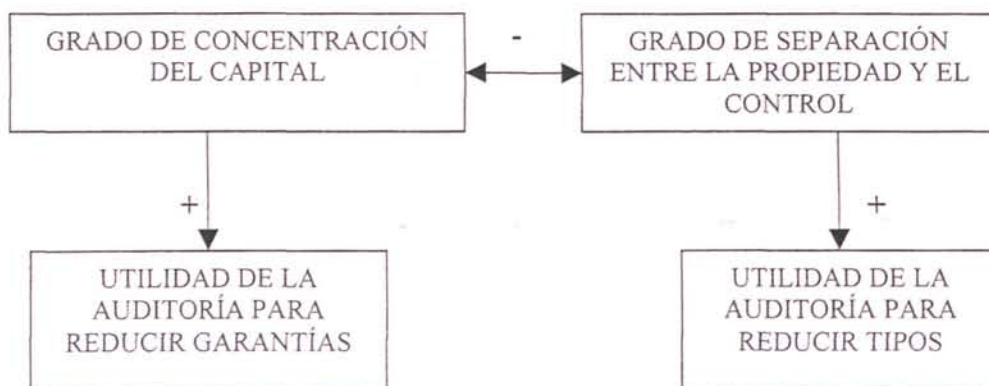 GRADO DE CONCENTRACIÓN
DEL CAPITAL
-
GRADO DE SEPARACIÓN
ENTRE LA PROPIEDAD Y EL
CONTROL
+
+
UTILIDAD DE LA
AUDITORÍA PARA
REDUCIR GARANTÍAS
UTILIDAD DE LA
AUDITORÍA PARA
REDUCIR TIPOS